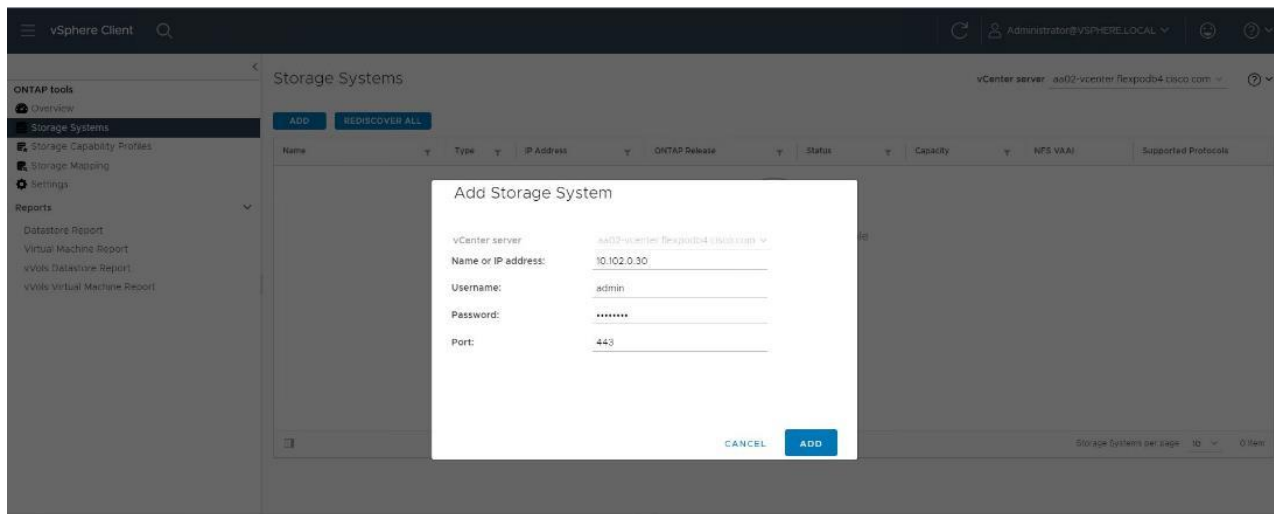 vSphere Client
Administrator@VSPHERE.LOCAL
ONTAP tools
Overview
Storage Systems
Storage Capability Profiles
Storage Mapping
Settings
Reports
Datastore Report
Virtual Machine Report
vVols Datastore Report
vVols Virtual Machine Report
Storage Systems
vCenter server aa02-vcenter.flexpodb4.cisco.com
ADD REDISCOVER ALL
Name Type IP Address ONTAP Release Status Capacity NFS VAAI Supported Protocols
Add Storage System
vCenter server aa02-vcenter.flexpodb4.cisco.com
Name or IP address: 10.102.0.30
Username: admin
Password: ••••••••
Port: 443
CANCEL ADD
Storage Systems per page 10 0 Item